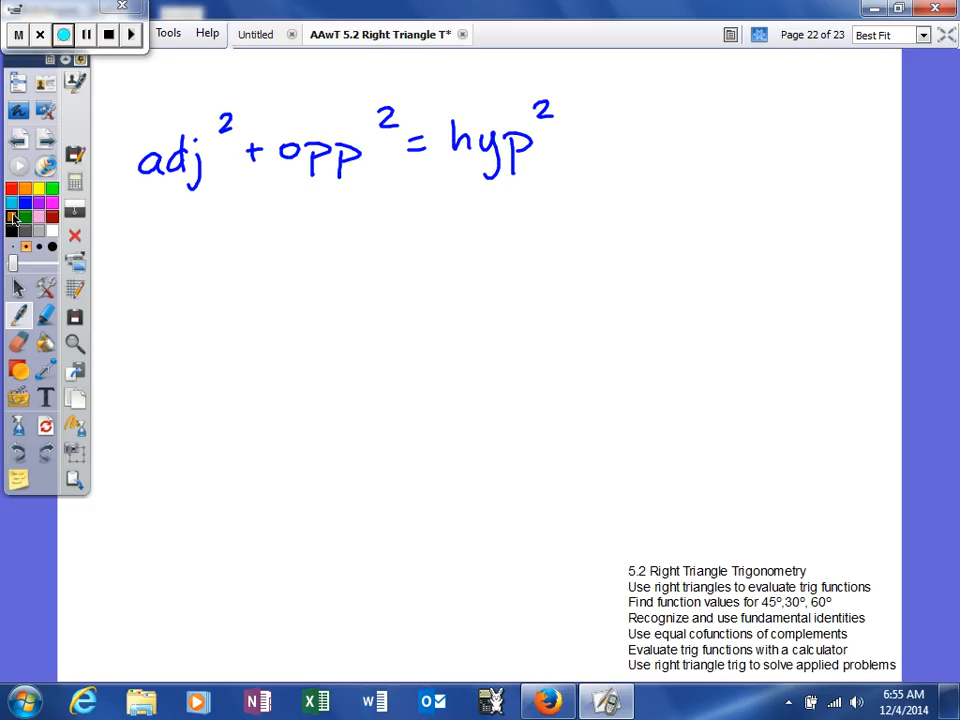 M
Tools Help Untitled AAwT 5.2 Right Triangle T* Page 22 of 23 Best Fit
adj² + opp² = hyp²
T
5.2 Right Triangle Trigonometry
Use right triangles to evaluate trig functions
Find function values for 45º,30º, 60º
Recognize and use fundamental identities
Use equal cofunctions of complements
Evaluate trig functions with a calculator
Use right triangle trig to solve applied problems
6:55 AM
12/4/2014